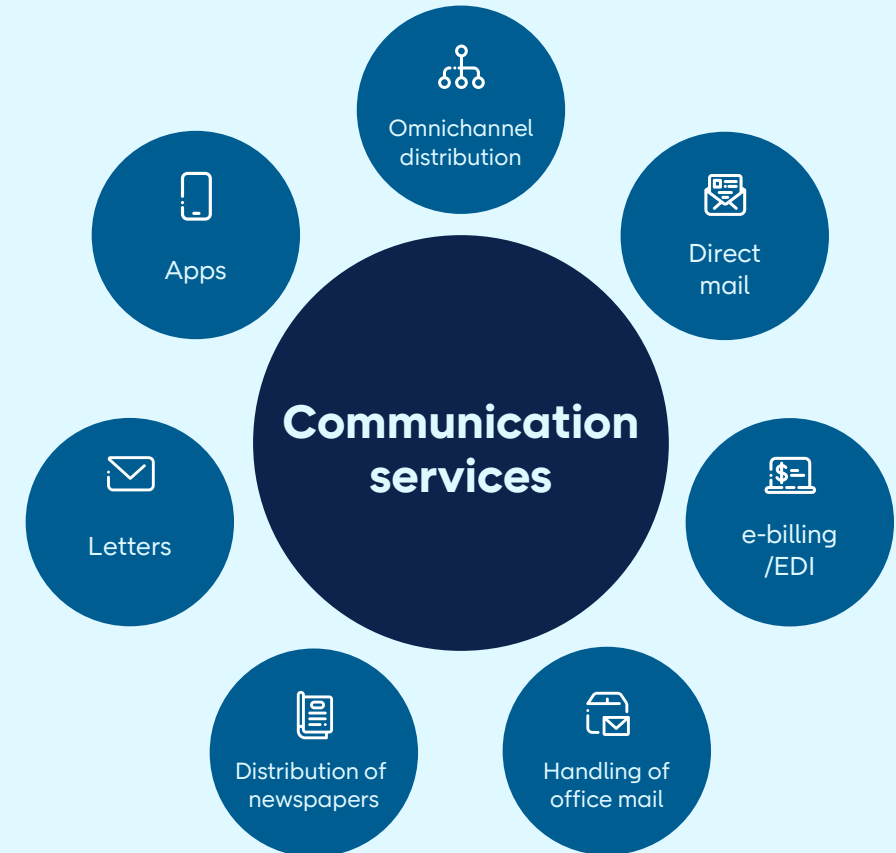 Omnichannel
distribution
Direct
mail
Apps
Communication
services
e-billing
/EDI
Letters
Distribution of
newspapers
Handling of
office mail